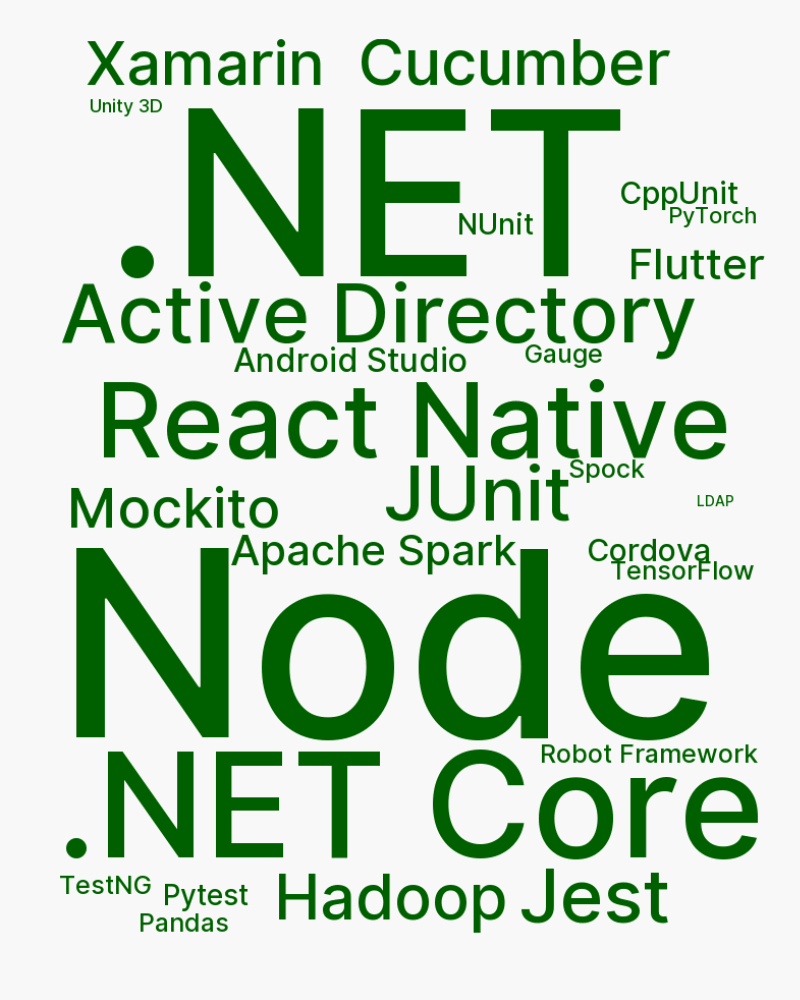 Xamarin Cucumber
Unity 3D
.NET
CppUnit
PyTorch
NUnit
Flutter
Active Directory
Android Studio
Gauge
React Native
JUnit
Spock
Mockito
LDAP
Apache Spark
Cordova
TensorFlow
Node
Robot Framework
.NET Core
TestNG
Pytest
Hadoop
Jest
Pandas